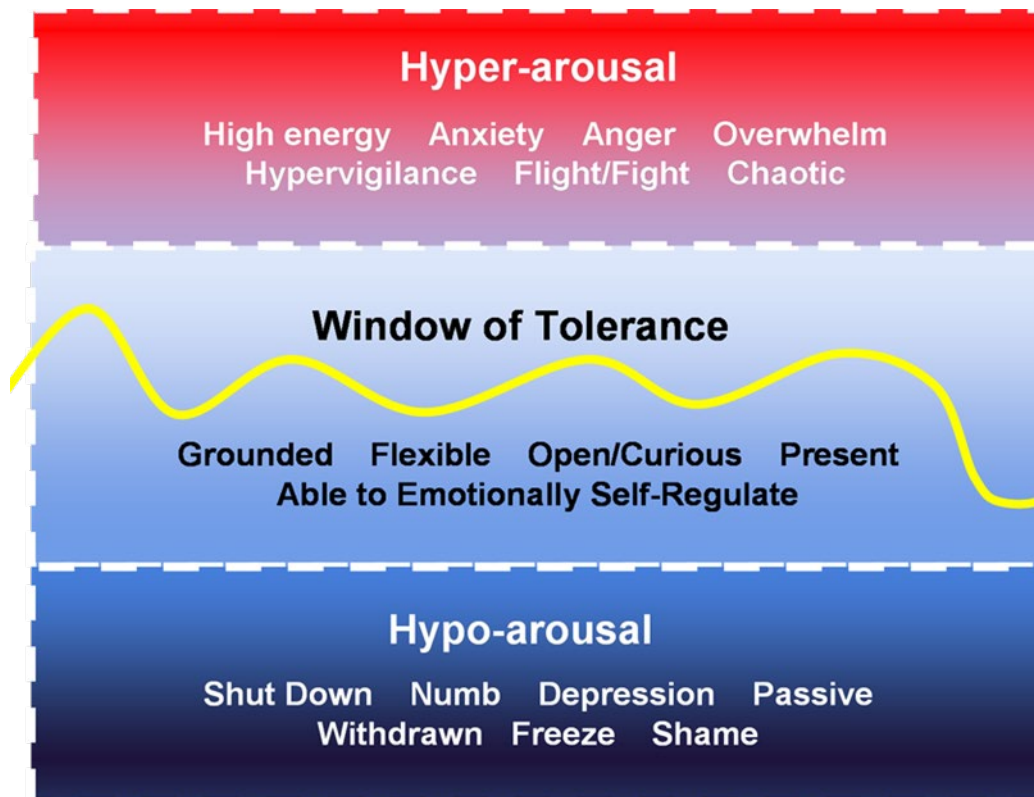 Hyper-arousal
High energy Anxiety Anger Overwhelm
Hypervigilance Flight/Fight Chaotic
Window of Tolerance
Grounded Flexible Open/Curious Present
Able to Emotionally Self-Regulate
Hypo-arousal
Shut Down Numb Depression Passive
Withdrawn Freeze Shame